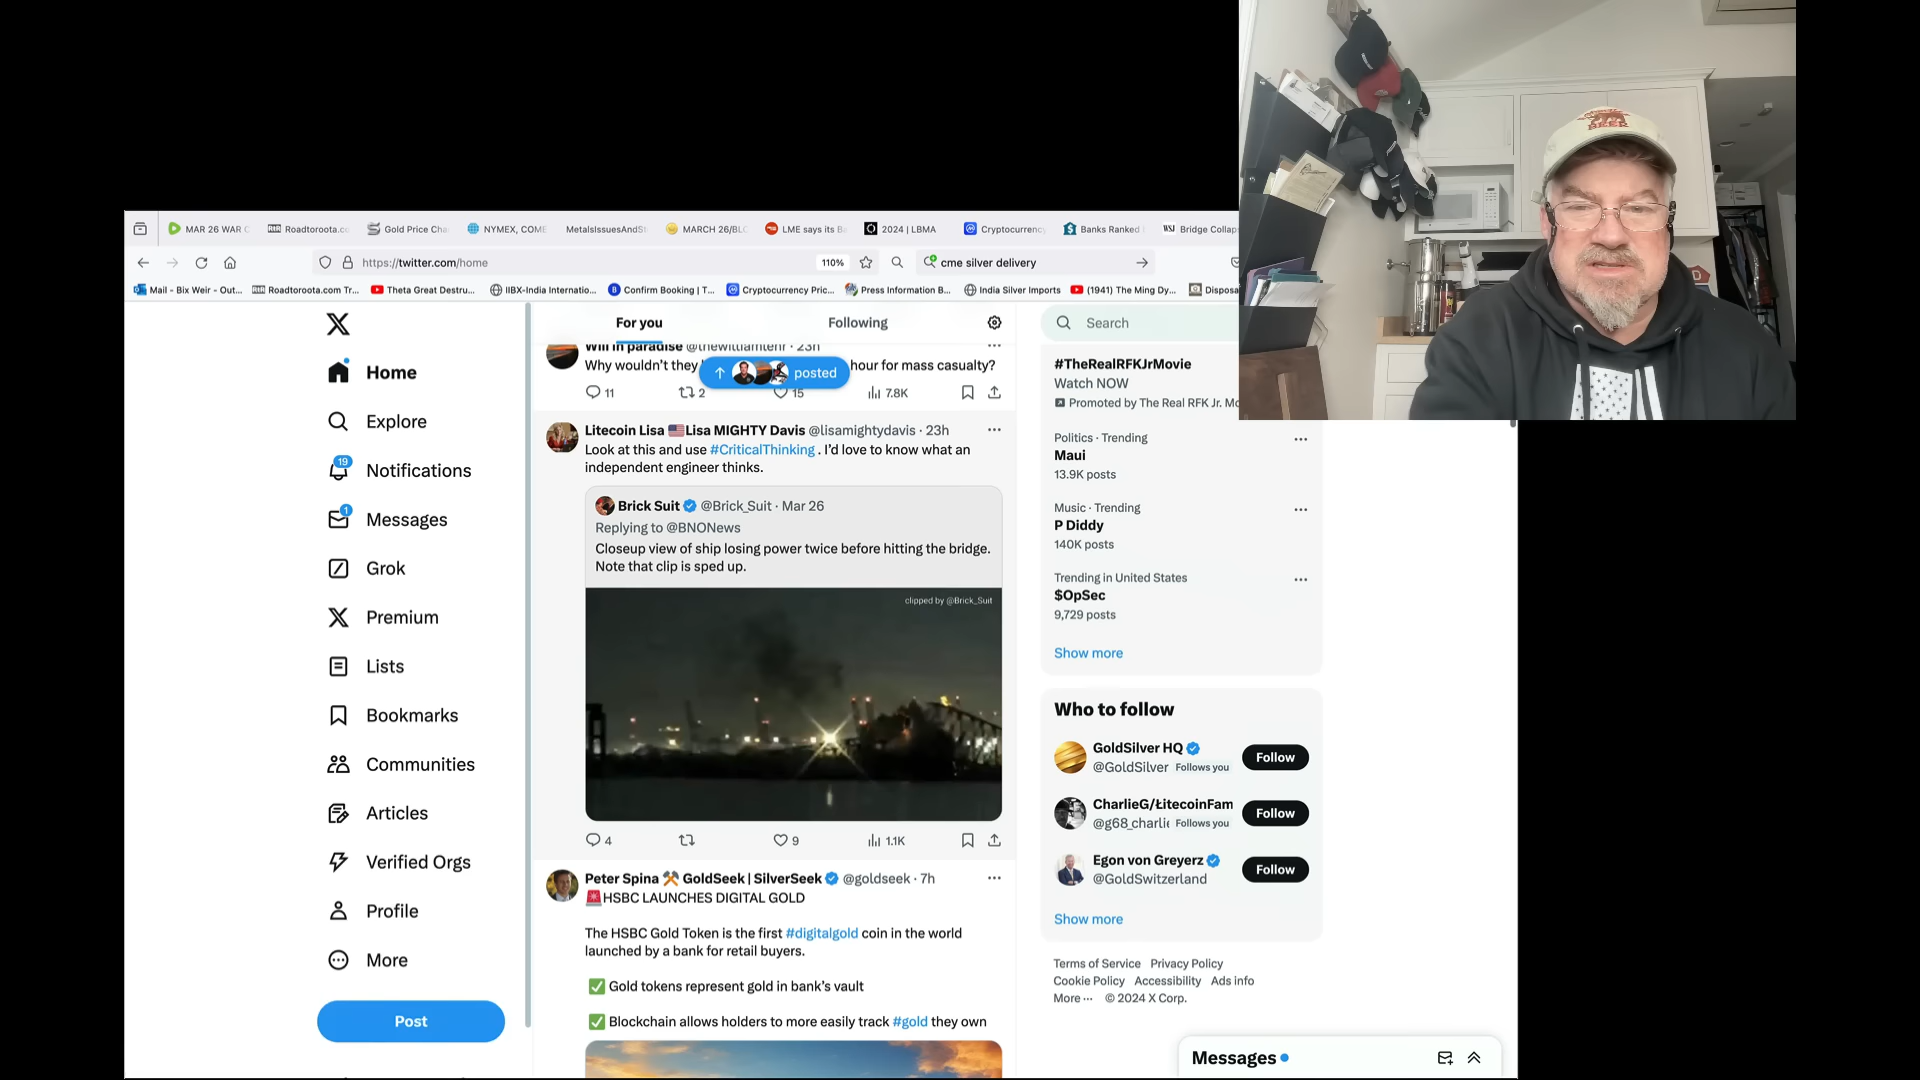 MAR 26 WAR
Roadtoroota.co
Gold Price Cha
NYMEX, COME
MetalsIssuesAndSt
MARCH 26/BL
LME says its B
2024 | LBMA
Cryptocurrency
Banks Ranked
WSJ Bridge Collap
https://twitter.com/home
110%
cme silver delivery
Mail - Bix Weir - Out...
Roadtoroota.com Tr...
Theta Great Destru...
IIBX-India Internatio...
Confirm Booking | T...
Cryptocurrency Pric...
Press Information B...
India Silver Imports
(1941) The Ming Dy...
Disposa
Home
Explore
19
Notifications
1
Messages
Grok
Premium
Lists
Bookmarks
Communities
Articles
Verified Orgs
Profile
More
Post
For you
Following
Will in paradise @thewilliamtehr · 23h
Why wouldn't they
hour for mass casualty?
posted
11
2
15
7.8K
Litecoin Lisa 🇺🇸Lisa MIGHTY Davis @lisamightydavis · 23h
Look at this and use #CriticalThinking . I'd love to know what an
independent engineer thinks.
Brick Suit @Brick_Suit · Mar 26
Replying to @BNONews
Closeup view of ship losing power twice before hitting the bridge.
Note that clip is sped up.
clipped by @Brick_Suit
4
9
1.1K
Peter Spina ⚒️ GoldSeek | SilverSeek @goldseek · 7h
🚨HSBC LAUNCHES DIGITAL GOLD
The HSBC Gold Token is the first #digitalgold coin in the world
launched by a bank for retail buyers.
✅ Gold tokens represent gold in bank's vault
✅ Blockchain allows holders to more easily track #gold they own
Search
#TheRealRFKJrMovie
Watch NOW
Promoted by The Real RFK Jr. Mo
Politics · Trending
Maui
13.9K posts
Music · Trending
P Diddy
140K posts
Trending in United States
$OpSec
9,729 posts
Show more
Who to follow
GoldSilver HQ
@GoldSilver Follows you
Follow
CharlieG/ŁitecoinFam
@g68_charlie Follows you
Follow
Egon von Greyerz
@GoldSwitzerland
Follow
Show more
Terms of Service Privacy Policy
Cookie Policy Accessibility Ads info
More ··· © 2024 X Corp.
Messages
BEER